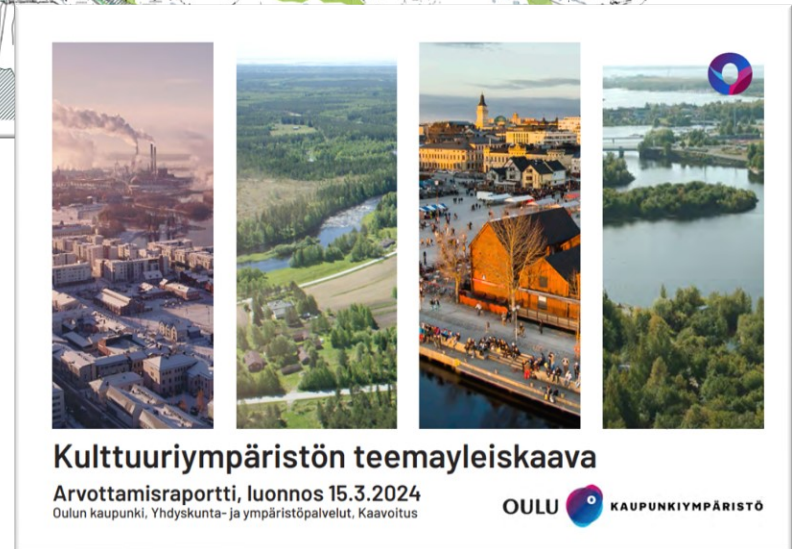 Kulttuuriympäristön teemayleiskaava
Arvottamisraportti, luonnos 15.3.2024
Oulun kaupunki, Yhdyskunta- ja ympäristöpalvelut, Kaavoitus
OULU KAUPUNKIYMPÄRISTÖ